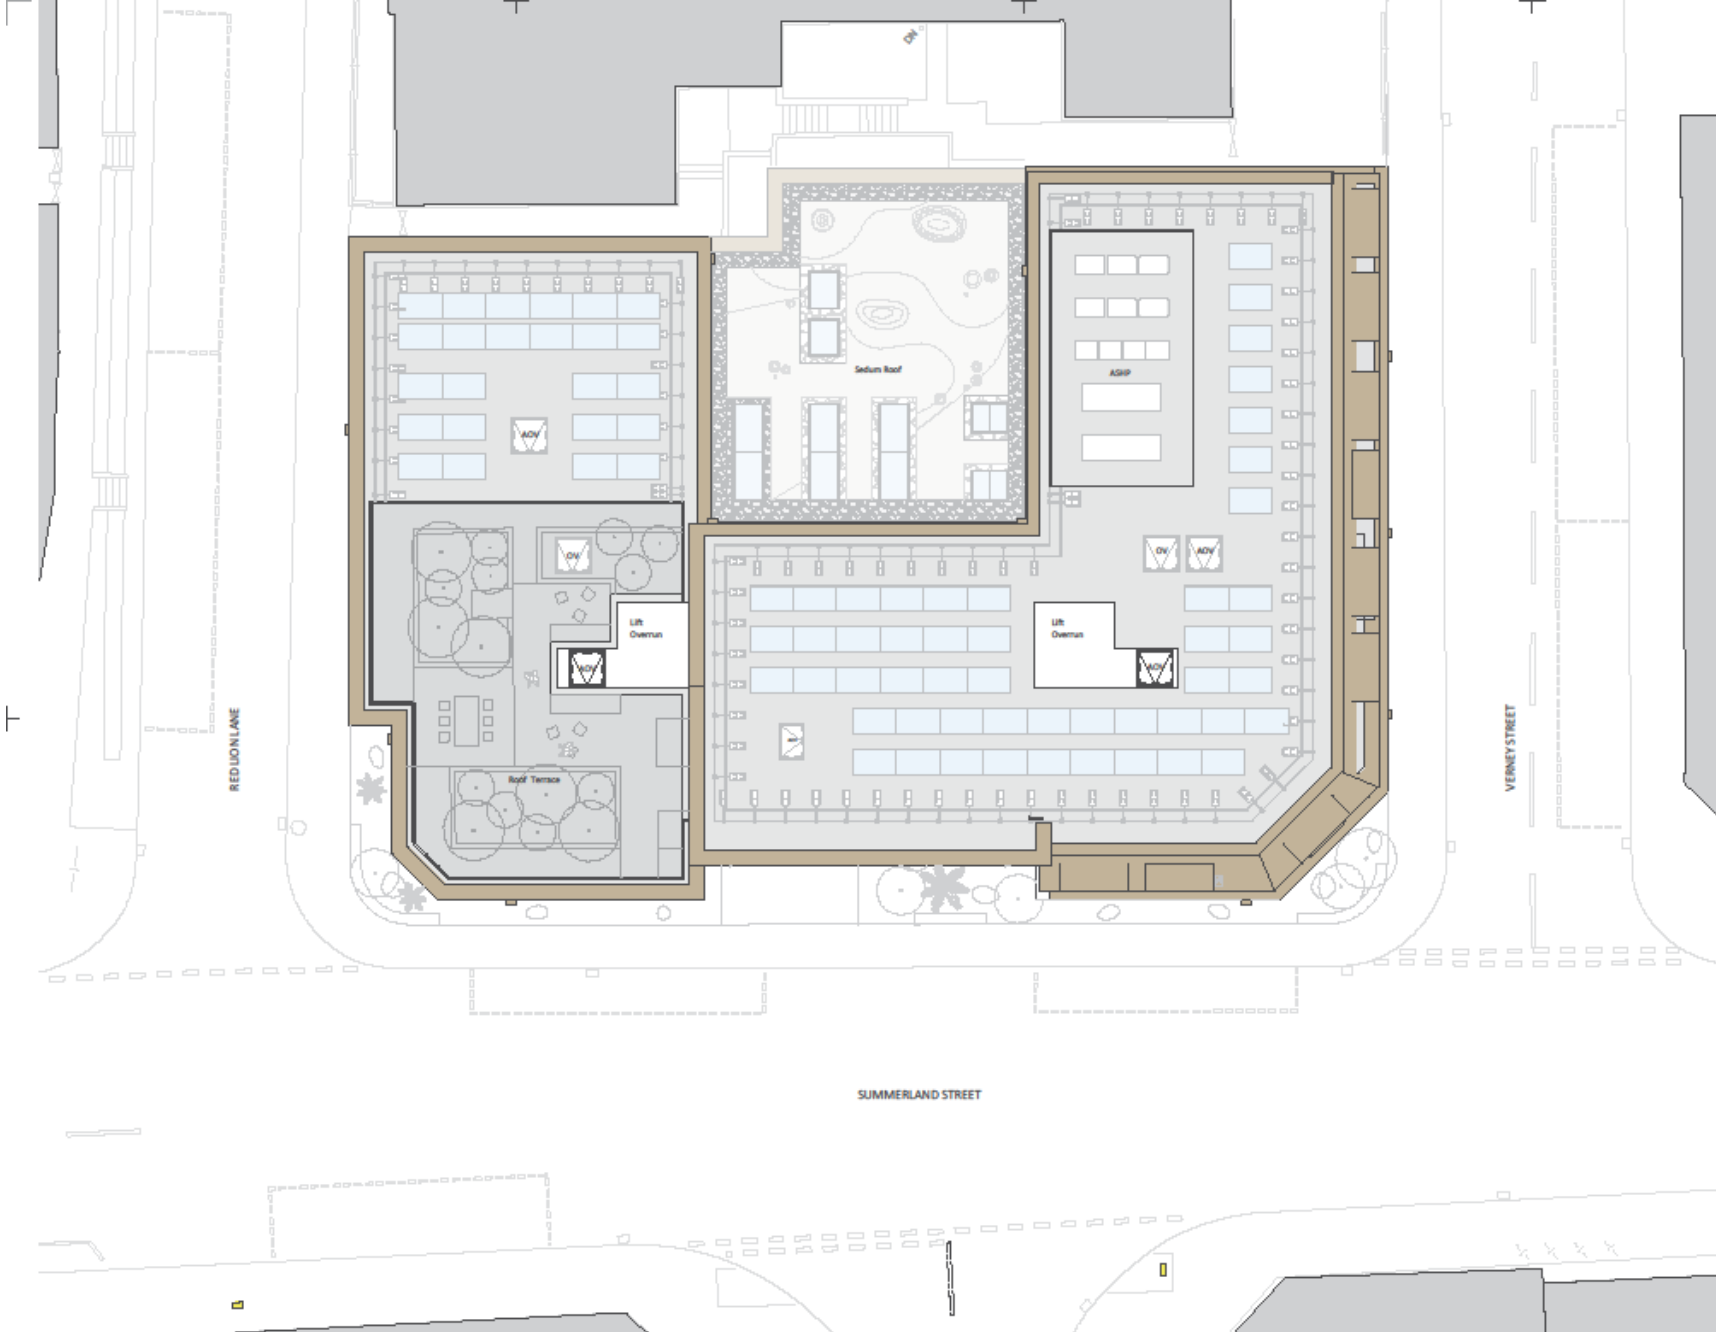 DN
Sedum Roof
ASHP
AOV
OV
OV
AOV
Lift
Overrun
Lift
Overrun
AOV
AOV
RED LION LANE
VERNEY STREET
Roof Terrace
SUMMERLAND STREET